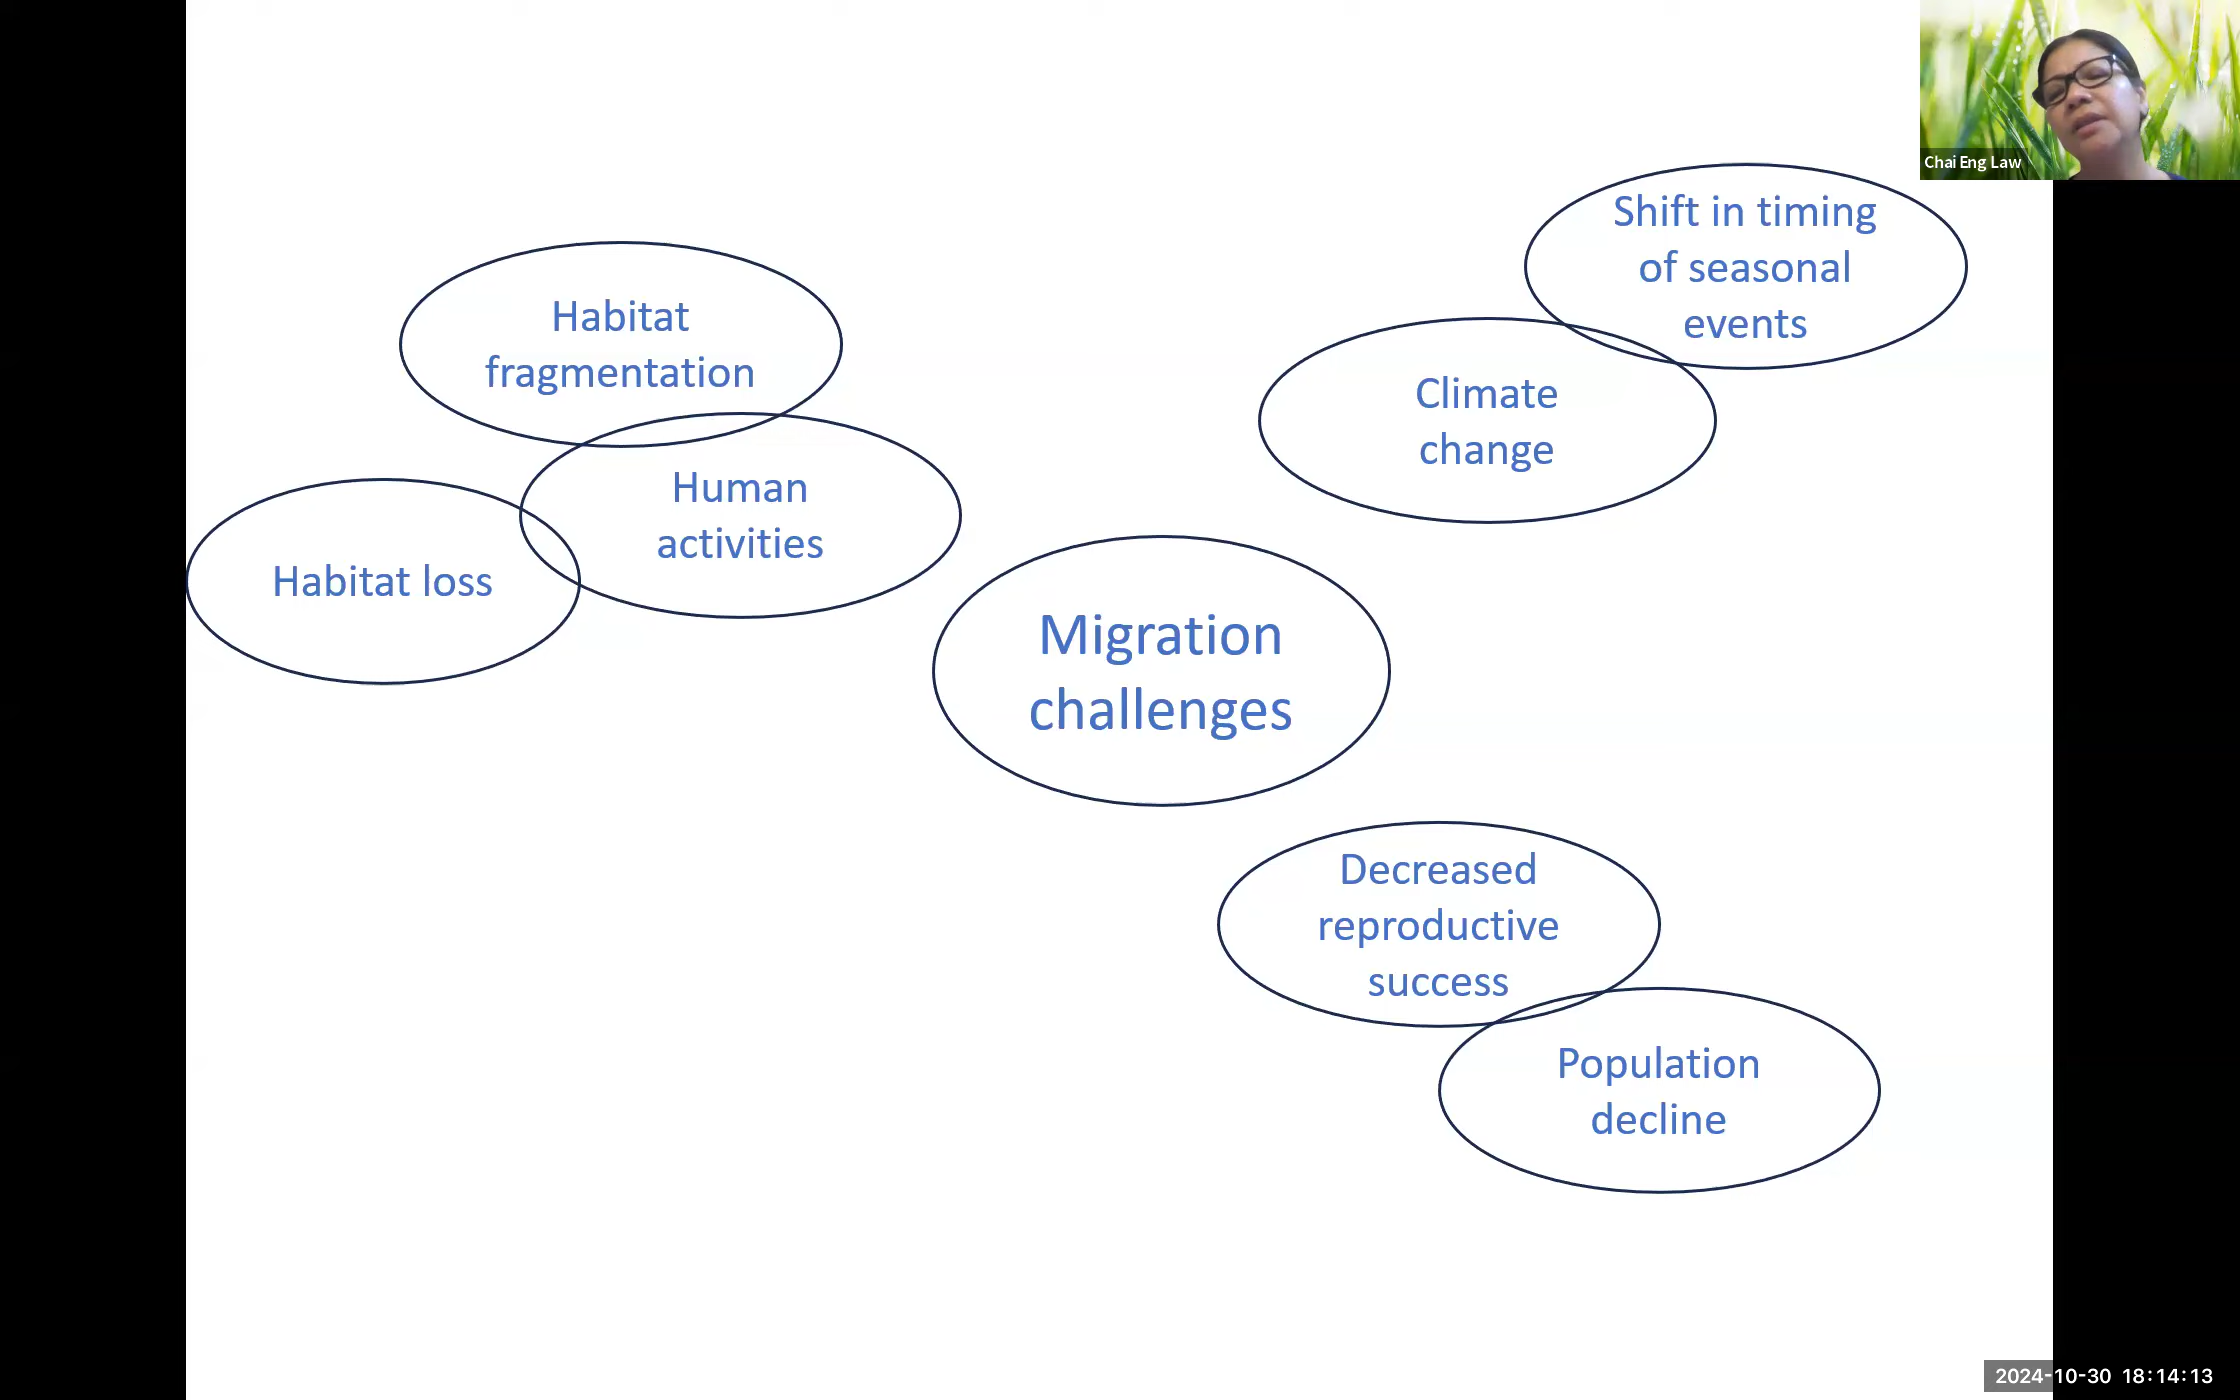 Chai Eng Law
Shift in timing
of seasonal
events
Habitat
fragmentation
Climate
change
Human
activities
Habitat loss
Migration
challenges
Decreased
reproductive
success
Population
decline
2024-10-30 18:14:13